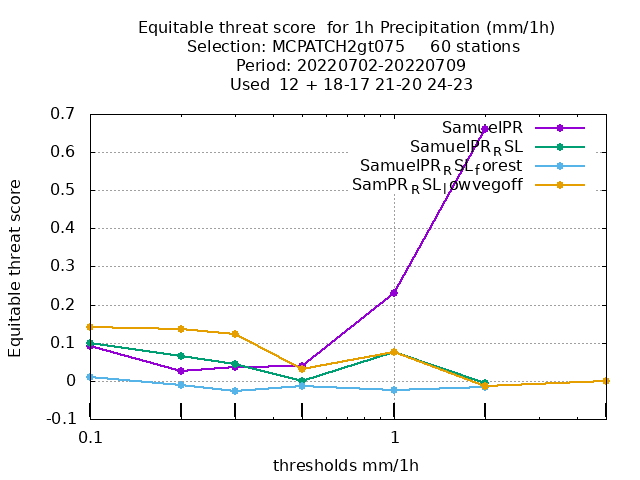 Equitable threat score  for 1h Precipitation (mm/1h)
Selection: MCPATCH2gt075     60 stations
Period: 20220702-20220709
Used  12 + 18-17 21-20 24-23
Equitable threat score
0.7
0.6
0.5
0.4
0.3
0.2
0.1
0
-0.1
SamuelPR
SamuelPR_RSL
SamuelPR_RSL_forest
SamPR_RSL_lowvegoff
0.1
1
thresholds mm/1h